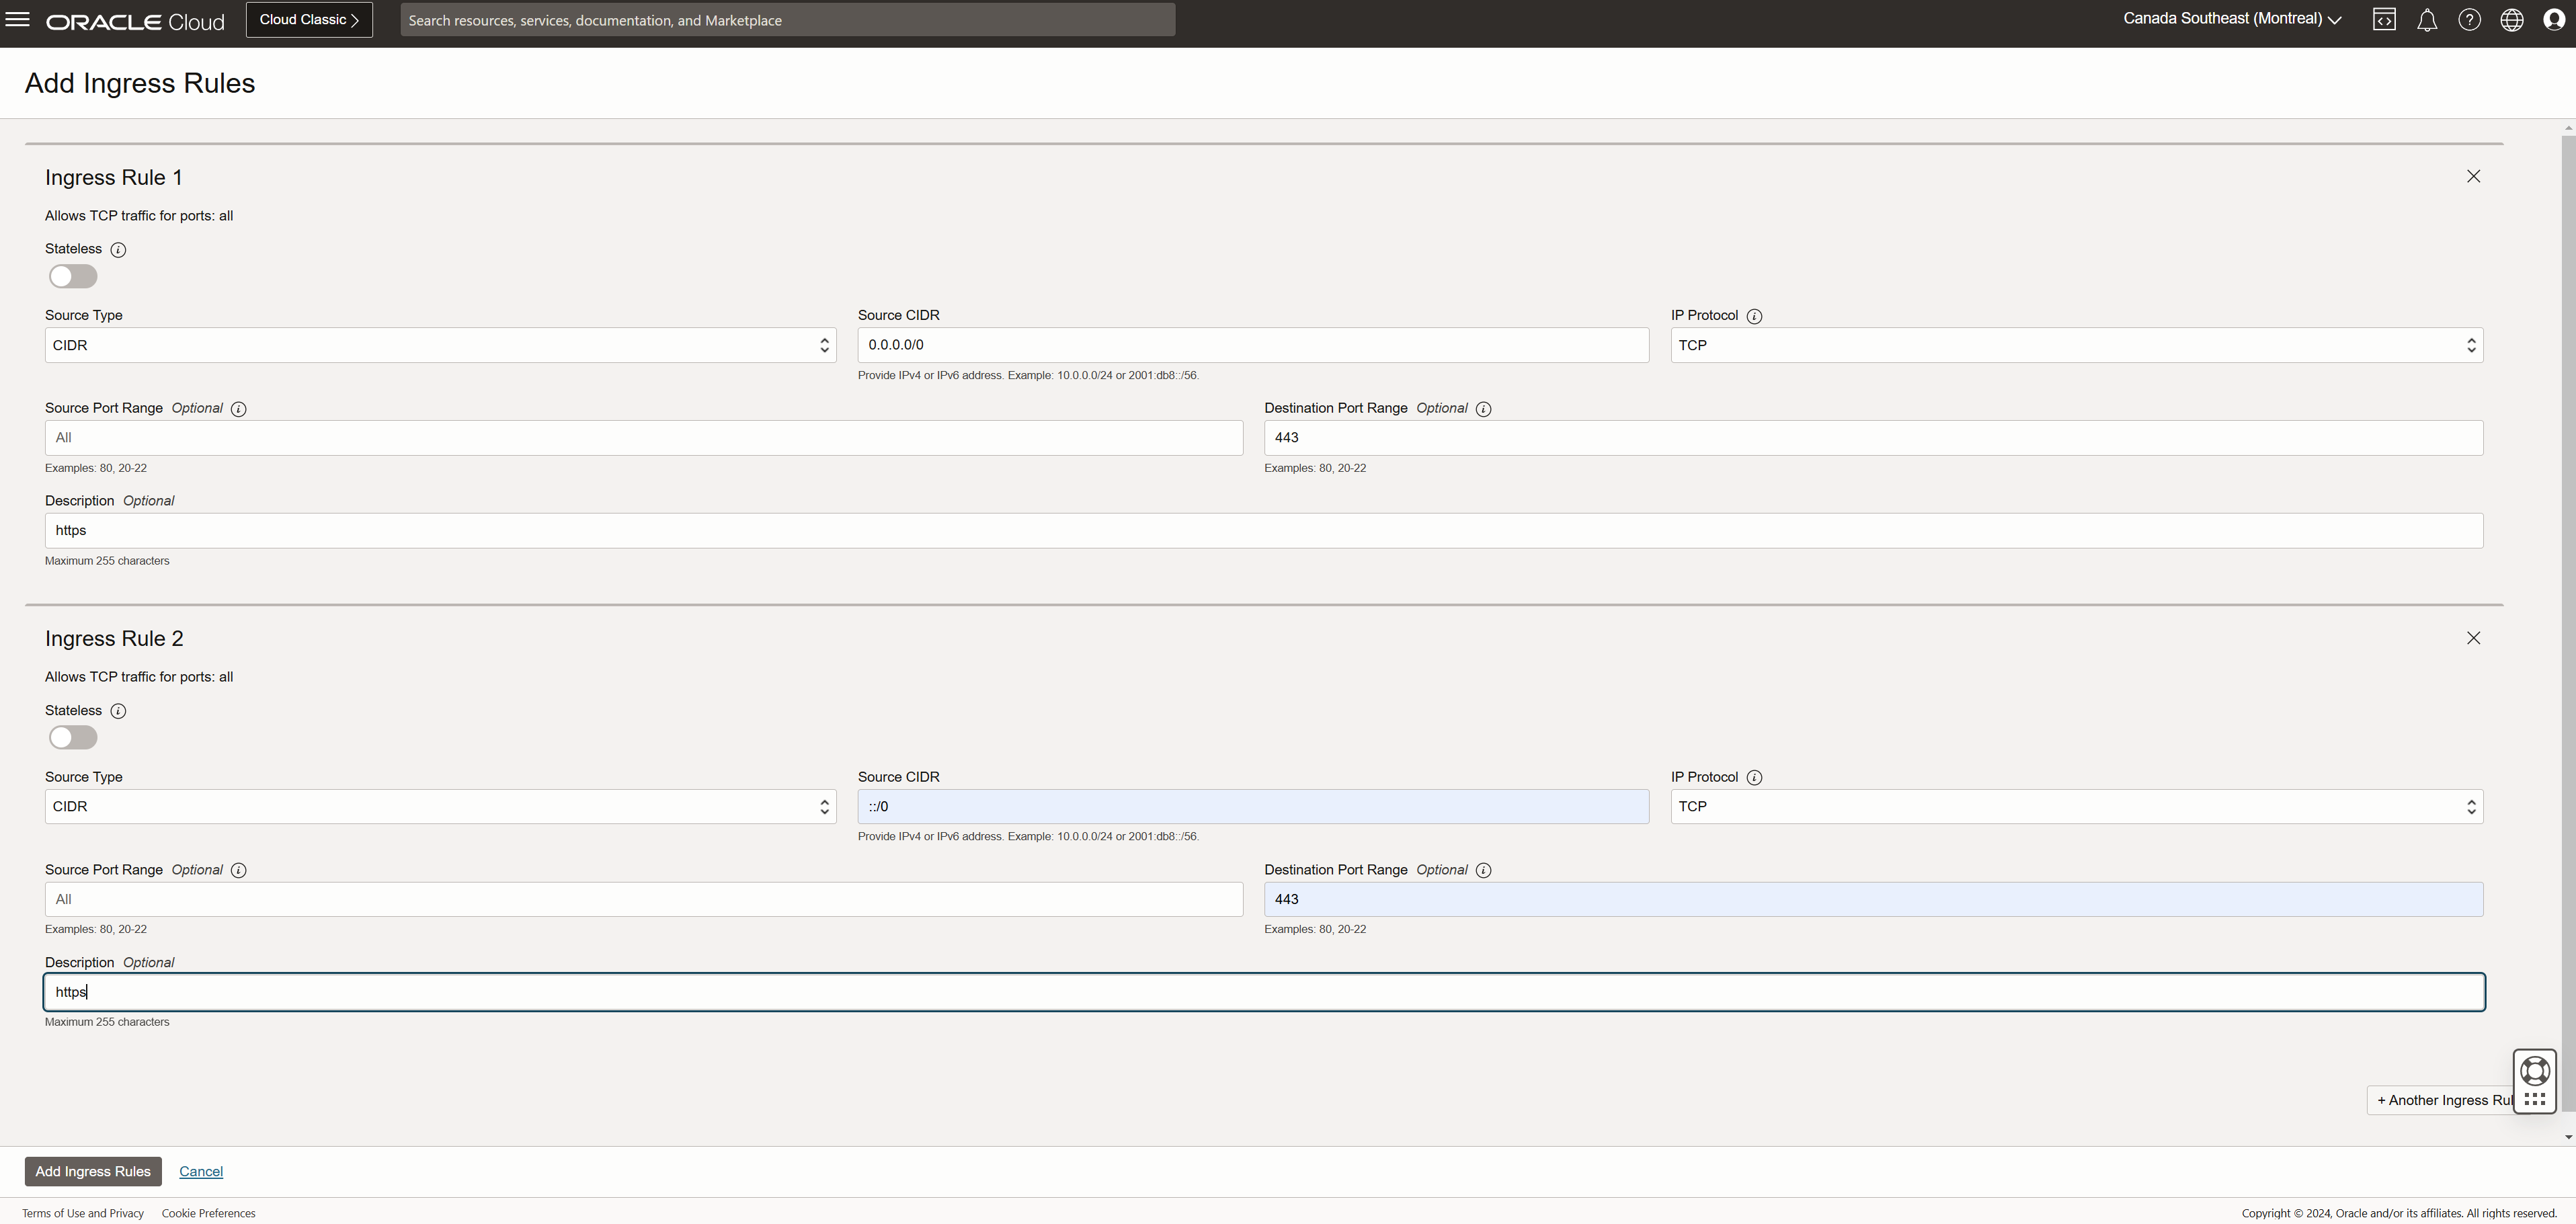 ORACLE Cloud
Cloud Classic
Search resources, services, documentation, and Marketplace
Canada Southeast (Montreal)
Add Ingress Rules
Ingress Rule 1
Allows TCP traffic for ports: all
Stateless
Source Type
Source CIDR
IP Protocol
CIDR
0.0.0.0/0
TCP
Provide IPv4 or IPv6 address. Example: 10.0.0.0/24 or 2001:db8::/56.
Source Port Range Optional
Destination Port Range Optional
All
443
Examples: 80, 20-22
Examples: 80, 20-22
Description Optional
https
Maximum 255 characters
Ingress Rule 2
Allows TCP traffic for ports: all
Stateless
Source Type
Source CIDR
IP Protocol
CIDR
::/0
TCP
Provide IPv4 or IPv6 address. Example: 10.0.0.0/24 or 2001:db8::/56.
Source Port Range Optional
Destination Port Range Optional
All
443
Examples: 80, 20-22
Examples: 80, 20-22
Description Optional
https
Maximum 255 characters
+ Another Ingress Rul
Add Ingress Rules
Cancel
Terms of Use and Privacy
Cookie Preferences
Copyright © 2024, Oracle and/or its affiliates. All rights reserved.